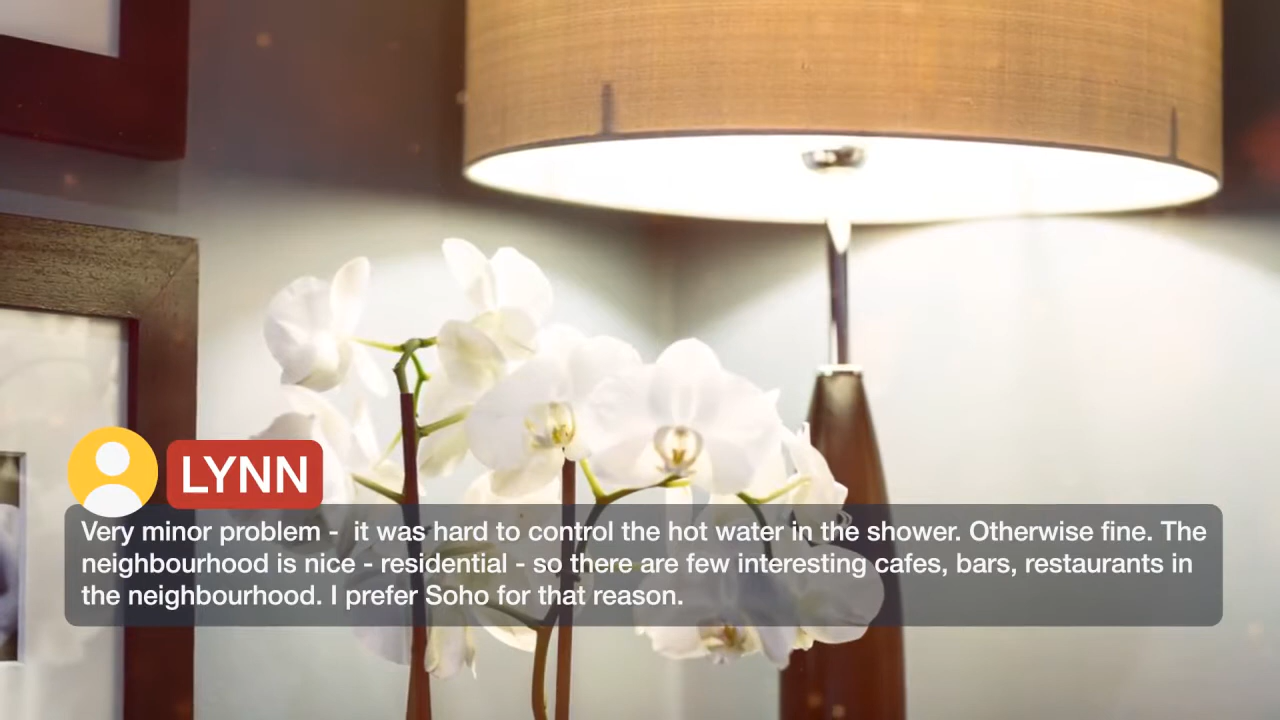 LYNN
Very minor problem -  it was hard to control the hot water in the shower. Otherwise fine. The
neighbourhood is nice - residential - so there are few interesting cafes, bars, restaurants in
the neighbourhood. I prefer Soho for that reason.